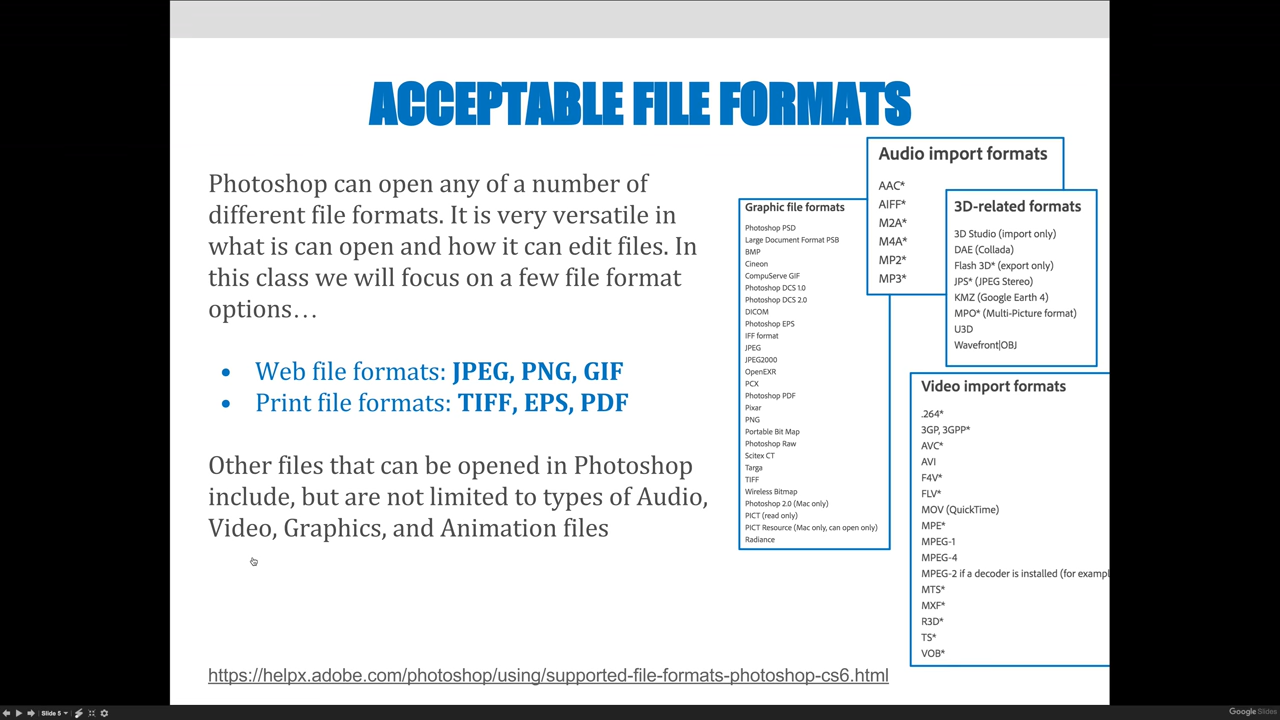 ACCEPTABLE FILE FORMATS
Photoshop can open any of a number of
different file formats. It is very versatile in
what is can open and how it can edit files. In
this class we will focus on a few file format
options…
• Web file formats: JPEG, PNG, GIF
• Print file formats: TIFF, EPS, PDF
Other files that can be opened in Photoshop
include, but are not limited to types of Audio,
Video, Graphics, and Animation files
https://helpx.adobe.com/photoshop/using/supported-file-formats-photoshop-cs6.html
Graphic file formats
Photoshop PSD
Large Document Format PSB
BMP
Cineon
CompuServe GIF
Photoshop DCS 1.0
Photoshop DCS 2.0
DICOM
Photoshop EPS
IFF format
JPEG
JPEG2000
OpenEXR
PCX
Photoshop PDF
Pixar
PNG
Portable Bit Map
Photoshop Raw
Scitex CT
Targa
TIFF
Wireless Bitmap
Photoshop 2.0 (Mac only)
PICT (read only)
PICT Resource (Mac only, can open only)
Radiance
Audio import formats
AAC*
AIFF*
M2A*
M4A*
MP2*
MP3*
3D-related formats
3D Studio (import only)
DAE (Collada)
Flash 3D* (export only)
JPS* (JPEG Stereo)
KMZ (Google Earth 4)
MPO* (Multi-Picture format)
U3D
Wavefront|OBJ
Video import formats
.264*
3GP, 3GPP*
AVC*
AVI
F4V*
FLV*
MOV (QuickTime)
MPE*
MPEG-1
MPEG-4
MPEG-2 if a decoder is installed (for exampl
MTS*
MXF*
R3D*
TS*
VOB*
Slide 5
Google Slides